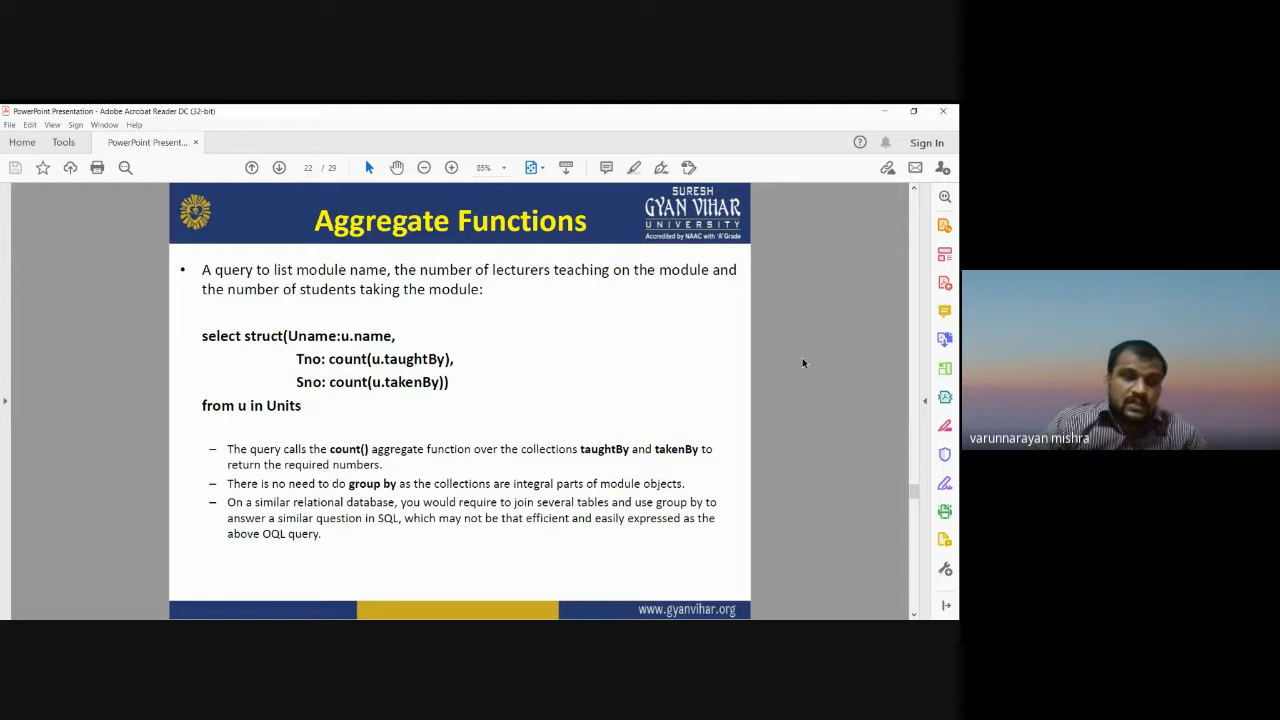 PowerPoint Presentation - Adobe Acrobat Reader DC (32-bit)
File Edit View Sign Window Help
Home Tools PowerPoint Present... × Sign In
22 / 29 85%
SURESH
GYAN VIHAR
UNIVERSITY
Accredited by NAAC with 'A' Grade
Aggregate Functions
• A query to list module name, the number of lecturers teaching on the module and
the number of students taking the module:
select struct(Uname:u.name,
Tno: count(u.taughtBy),
Sno: count(u.takenBy))
from u in Units
– The query calls the count() aggregate function over the collections taughtBy and takenBy to
return the required numbers.
– There is no need to do group by as the collections are integral parts of module objects.
– On a similar relational database, you would require to join several tables and use group by to
answer a similar question in SQL, which may not be that efficient and easily expressed as the
above OQL query.
www.gyanvihar.org
varunnarayan mishra